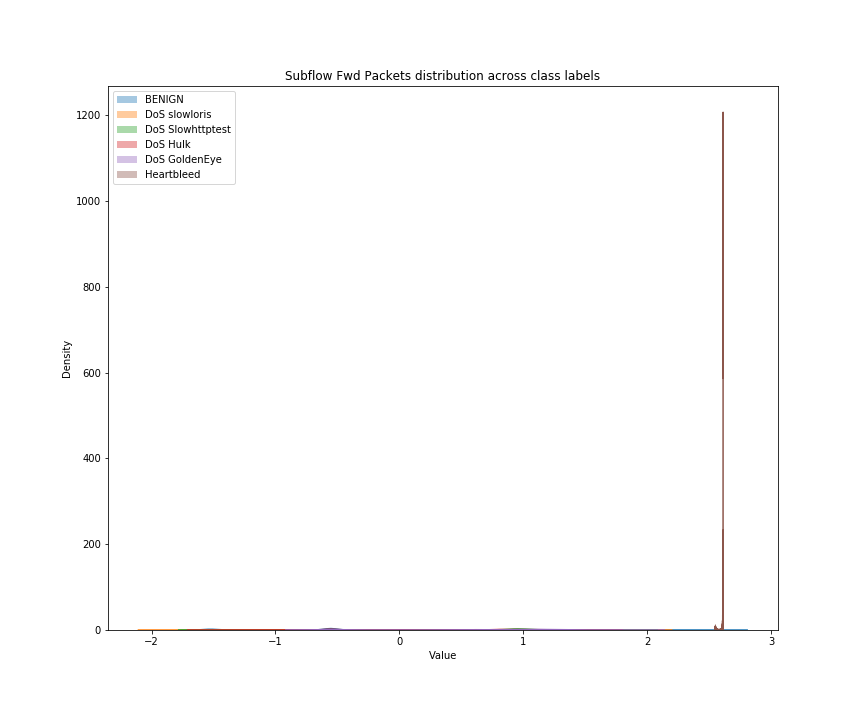 Subflow Fwd Packets distribution across class labels
BENIGN
DoS slowloris
DoS Slowhttptest
DoS Hulk
DoS GoldenEye
Heartbleed
1200
1000
800
600
400
200
0
Density
−2 −1 0 1 2 3
Value